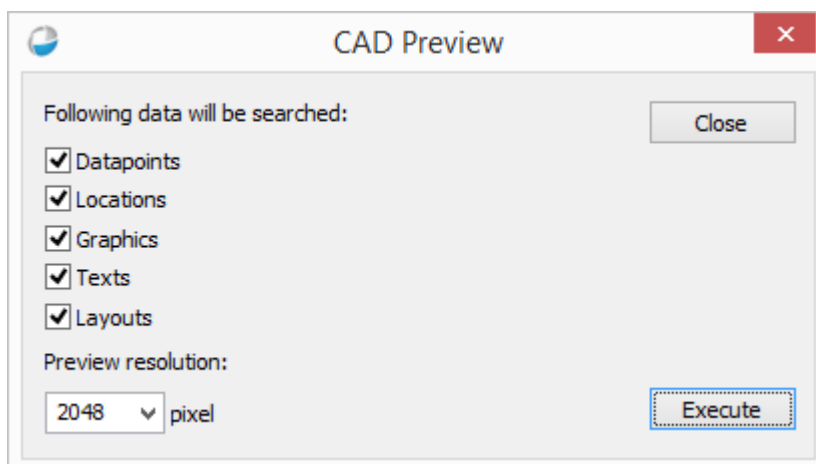 CAD Preview
Following data will be searched:
Close
Datapoints
Locations
Graphics
Texts
Layouts
Preview resolution:
2048 pixel
Execute